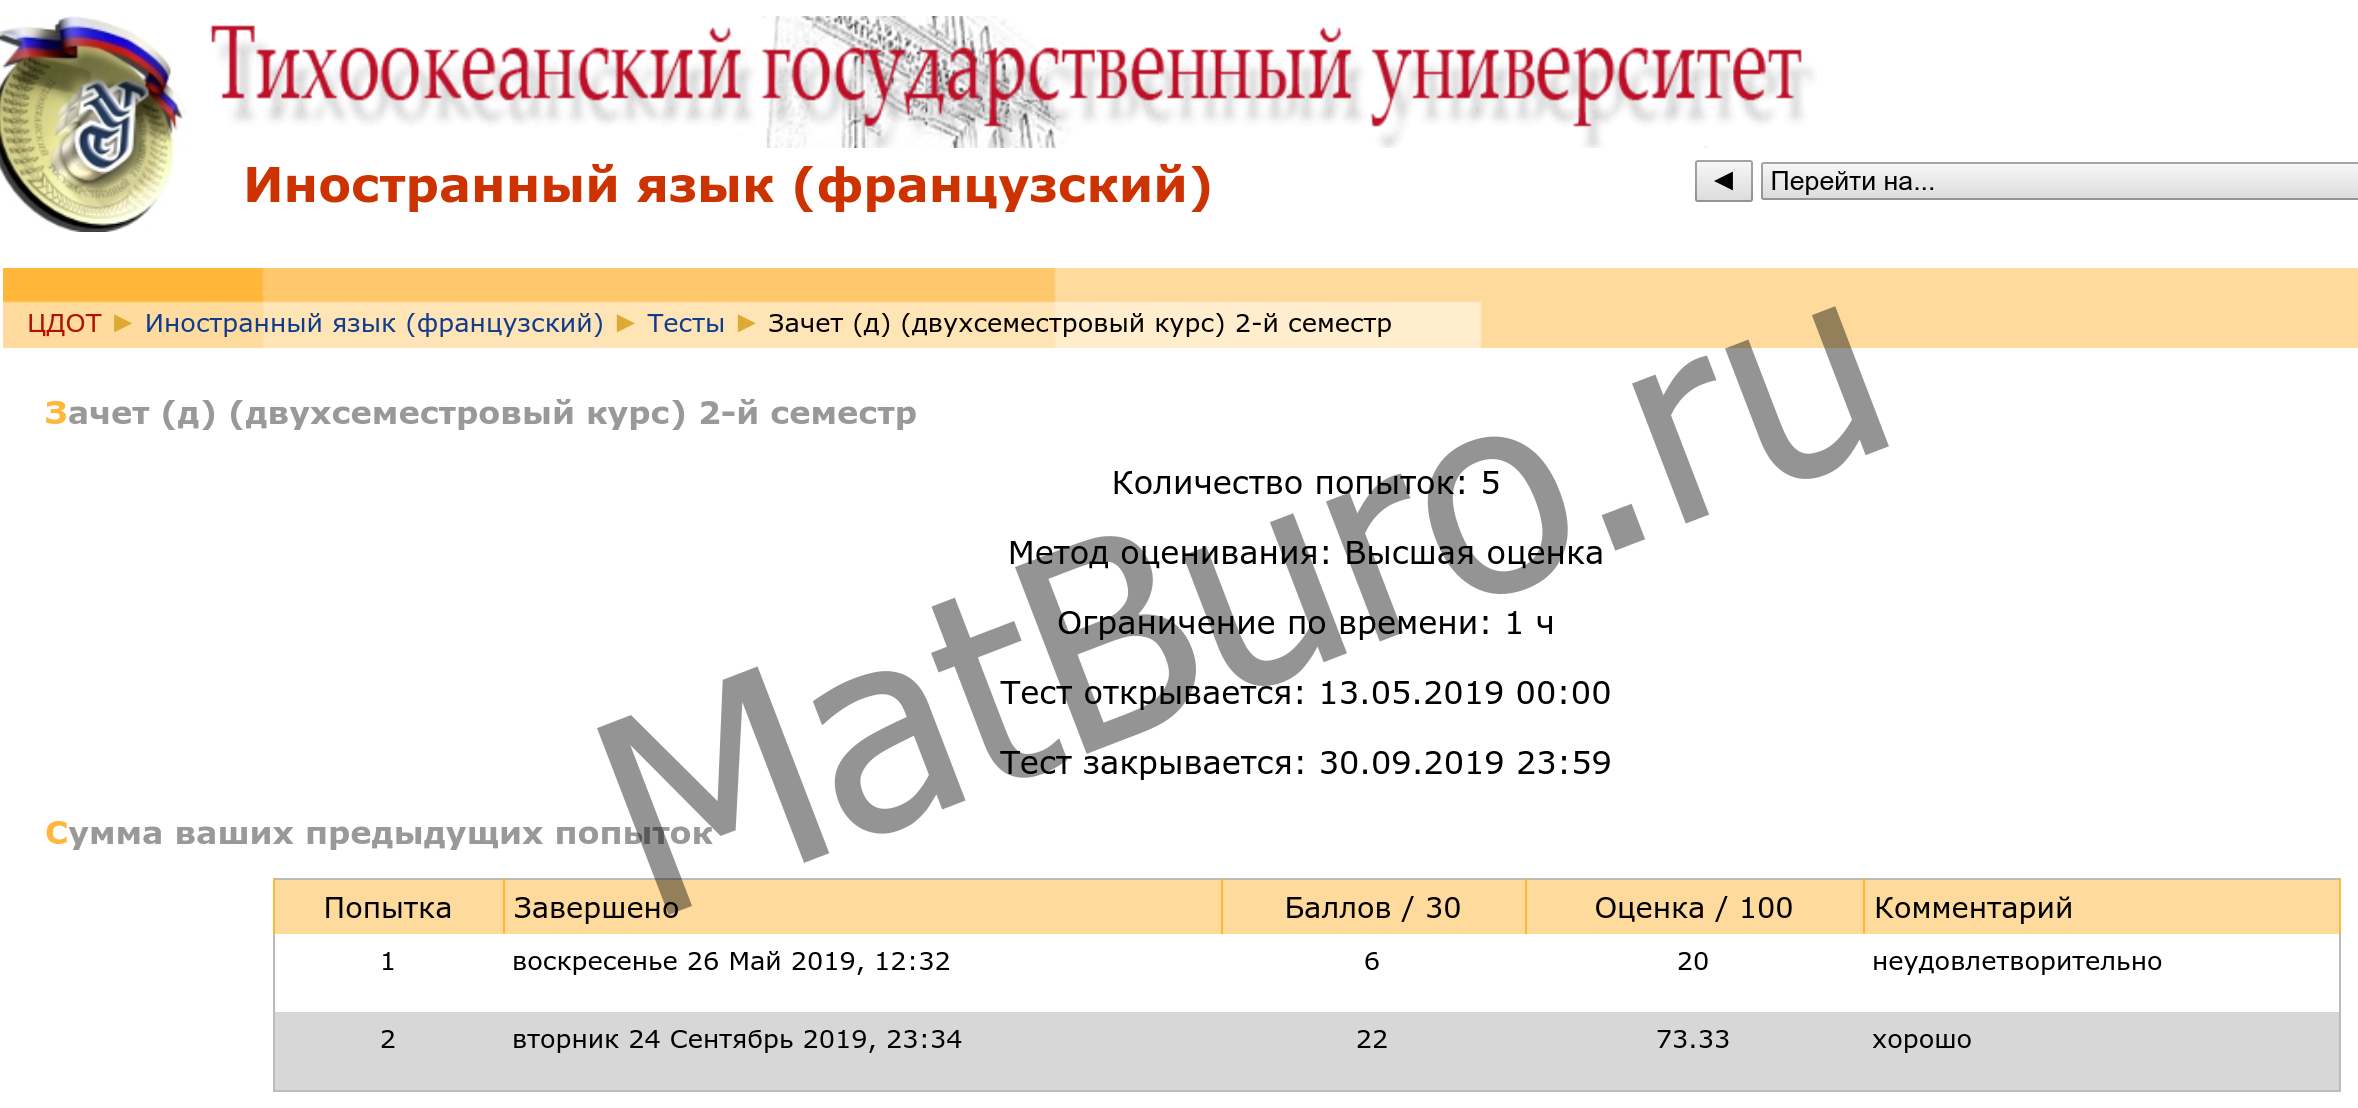 Тихоокеанский государственный университет
Иностранный язык (французский)
◄ Перейти на...
ЦДОТ ► Иностранный язык (французский) ► Тесты ► Зачет (д) (двухсеместровый курс) 2-й семестр
Зачет (д) (двухсеместровый курс) 2-й семестр
Количество попыток: 5
Метод оценивания: Высшая оценка
Ограничение по времени: 1 ч
Тест открывается: 13.05.2019 00:00
Тест закрывается: 30.09.2019 23:59
MatBuro.ru
Сумма ваших предыдущих попыток
Попытка Завершено Баллов / 30 Оценка / 100 Комментарий
1 воскресенье 26 Май 2019, 12:32 6 20 неудовлетворительно
2 вторник 24 Сентябрь 2019, 23:34 22 73.33 хорошо